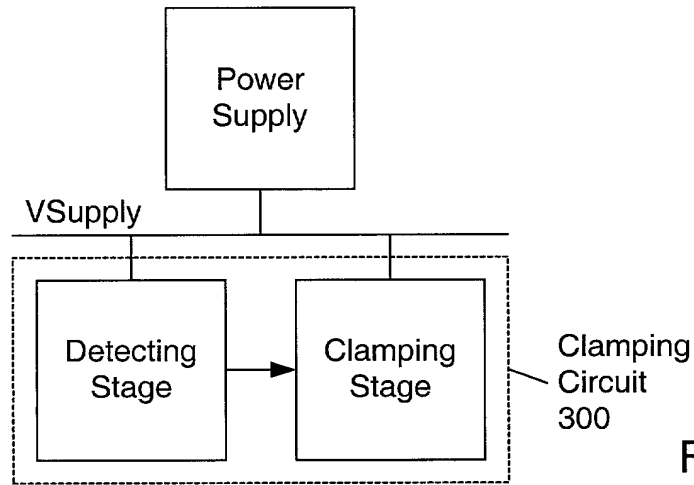 Power
Supply
VSupply
Detecting
Stage
Clamping
Stage
Clamping
Circuit
300
F